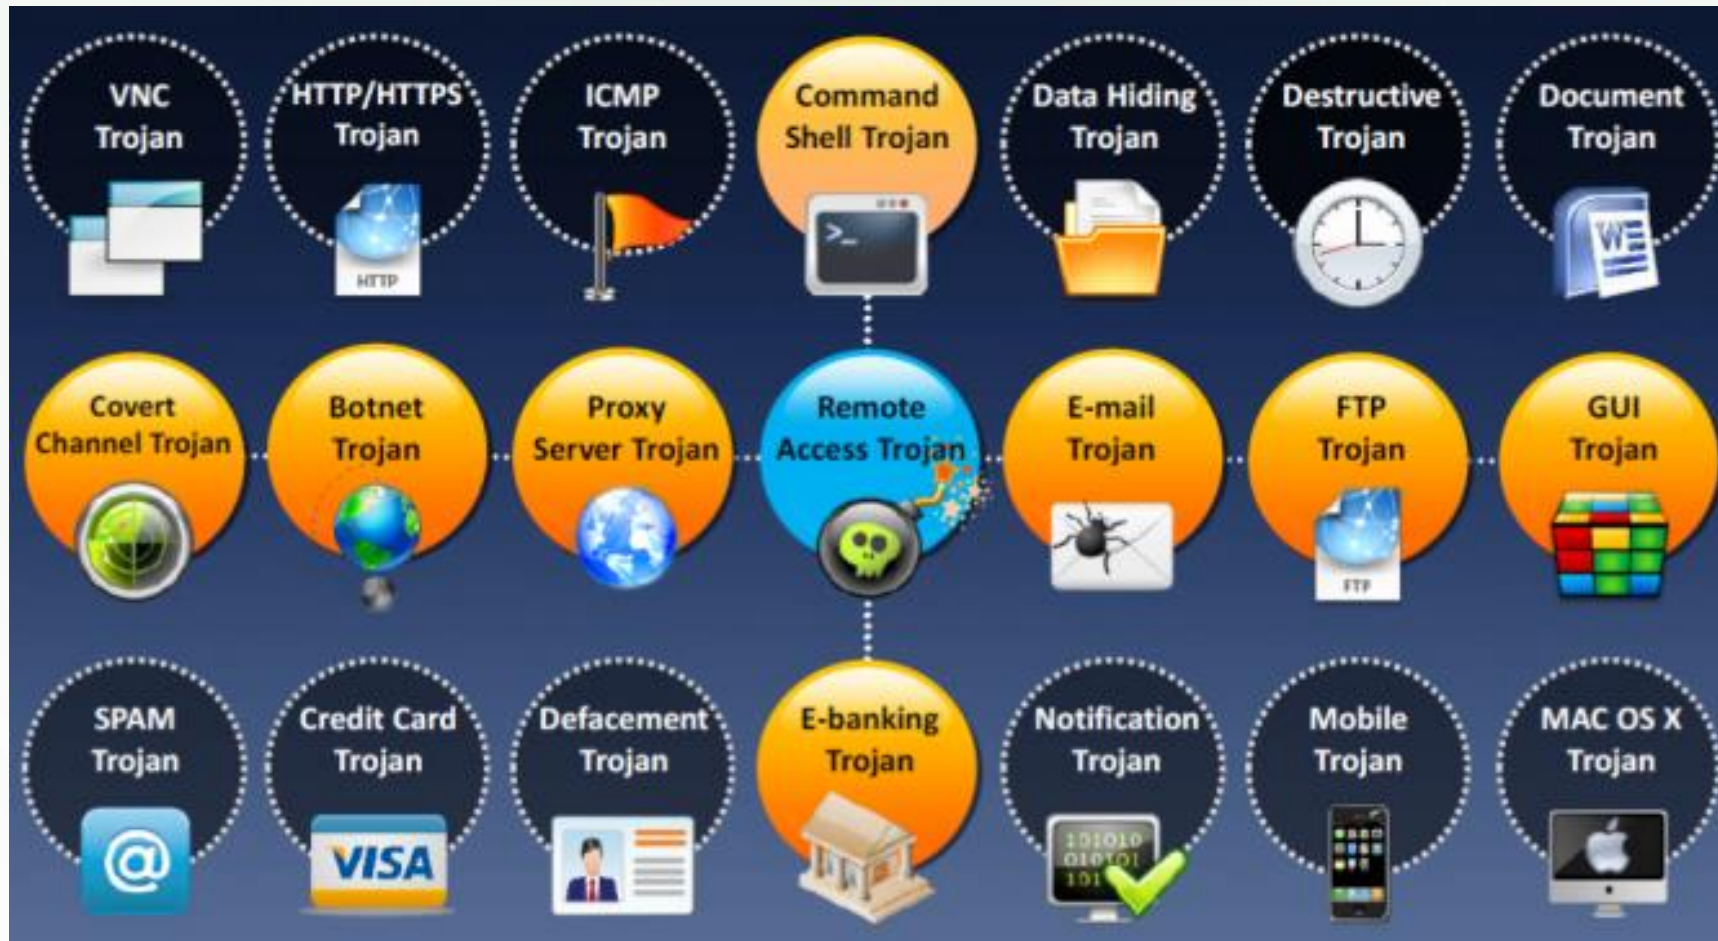 VNC
Trojan
HTTP/HTTPS
Trojan
ICMP
Trojan
Command
Shell Trojan
Data Hiding
Trojan
Destructive
Trojan
Document
Trojan
HTTP
>_
W
Covert
Channel Trojan
Botnet
Trojan
Proxy
Server Trojan
Remote
Access Trojan
E-mail
Trojan
FTP
Trojan
GUI
Trojan
FTP
SPAM
Trojan
Credit Card
Trojan
Defacement
Trojan
E-banking
Trojan
Notification
Trojan
Mobile
Trojan
MAC OS X
Trojan
@
VISA
101010
010101
101